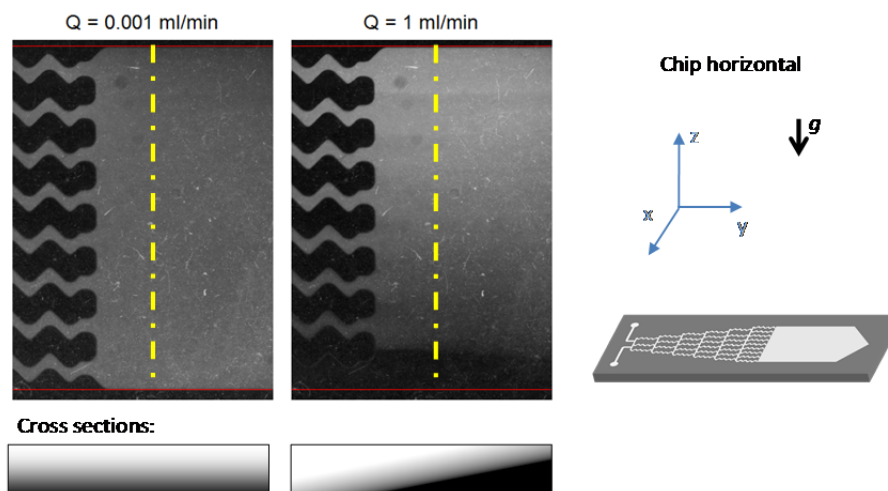 Q = 0.001 ml/min
Q = 1 ml/min
Chip horizontal
z
g
x
y
Cross sections: